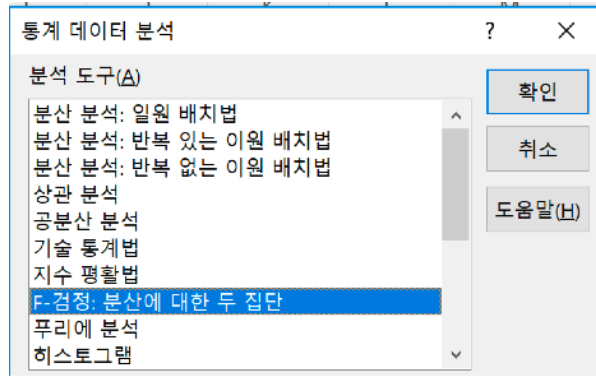 통계 데이터 분석
?
분석 도구(A)
분산 분석: 일원 배치법
분산 분석: 반복 있는 이원 배치법
분산 분석: 반복 없는 이원 배치법
상관 분석
공분산 분석
기술 통계법
지수 평활법
F-검정: 분산에 대한 두 집단
푸리에 분석
히스토그램
확인
취소
도움말(H)